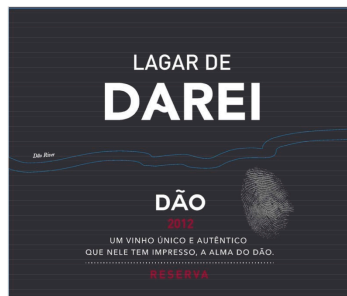 LAGAR DE
DAREI
Dão River
DÃO
2012
UM VINHO ÚNICO E AUTÊNTICO
QUE NELE TEM IMPRESSO, A ALMA DO DÃO.
RESERVA